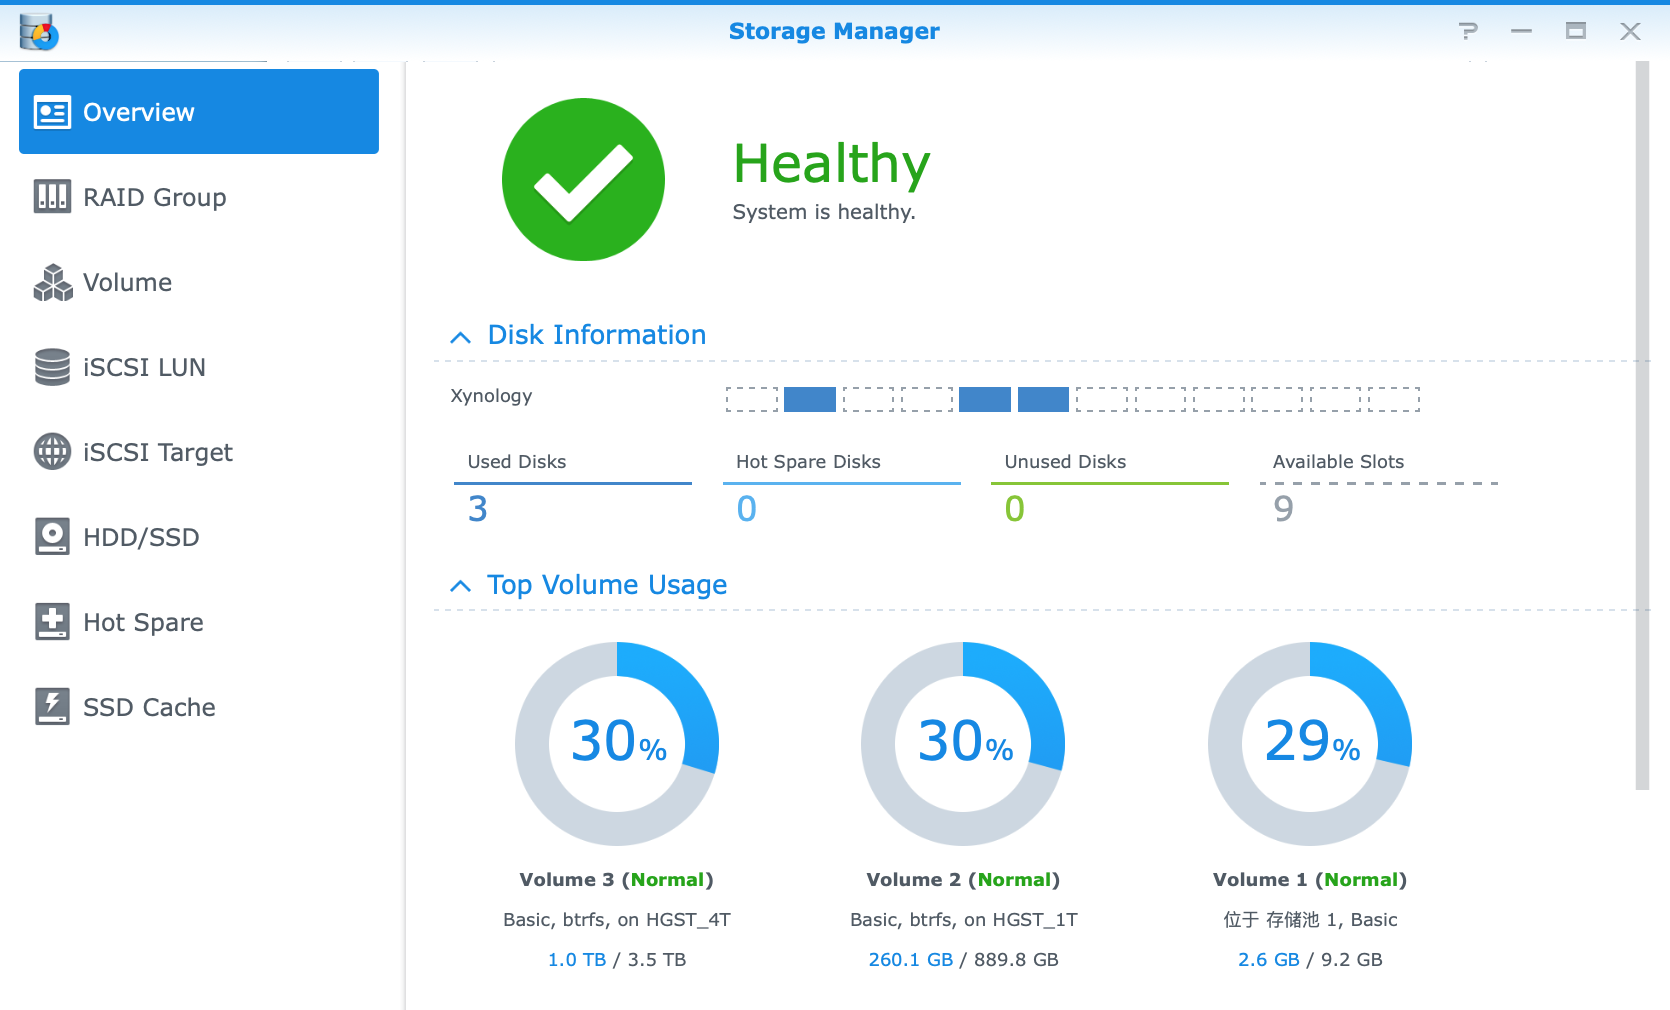 Storage Manager
Overview
RAID Group
Volume
iSCSI LUN
iSCSI Target
HDD/SSD
Hot Spare
SSD Cache
Healthy
System is healthy.
Disk Information
Xynology
Used Disks
3
Hot Spare Disks
0
Unused Disks
0
Available Slots
9
Top Volume Usage
30%
Volume 3 (Normal)
Basic, btrfs, on HGST_4T
1.0 TB / 3.5 TB
30%
Volume 2 (Normal)
Basic, btrfs, on HGST_1T
260.1 GB / 889.8 GB
29%
Volume 1 (Normal)
位于 存储池 1, Basic
2.6 GB / 9.2 GB